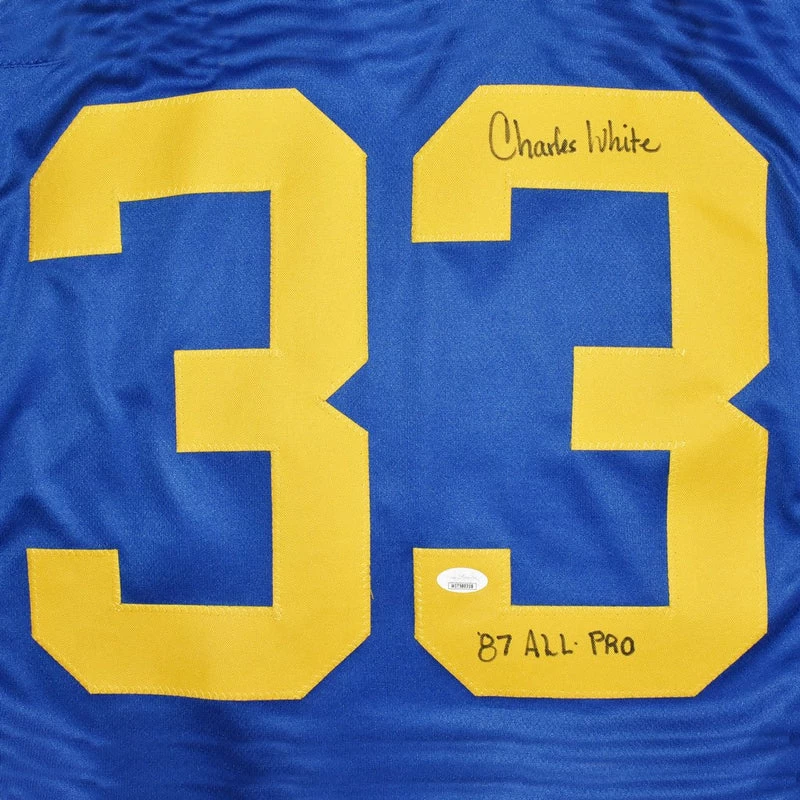 33
Charles White
'87 ALL. PRO